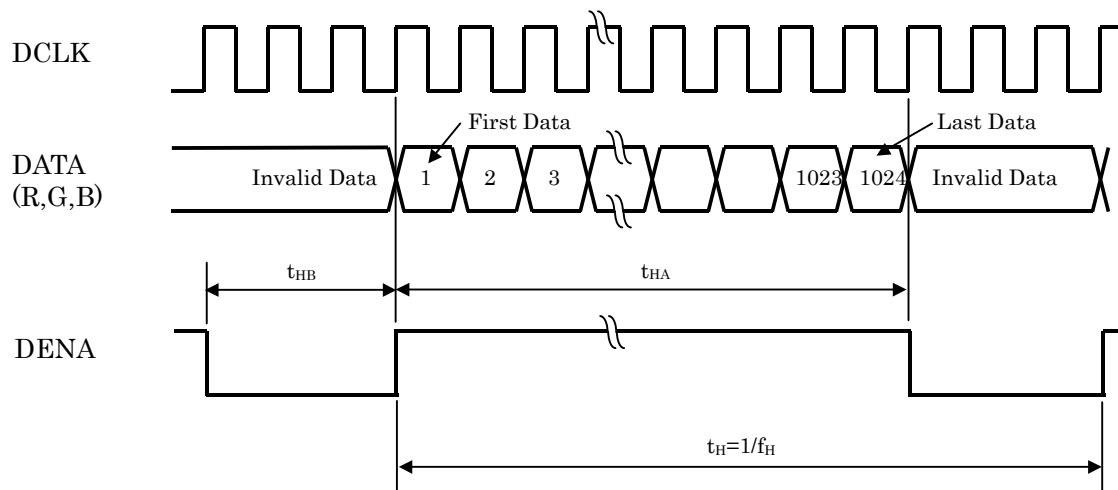 DCLK
First Data
Last Data
DATA
(R,G,B)
Invalid Data 1 2 3 1023 1024 Invalid Data
tHB
tHA
DENA
tH=1/fH